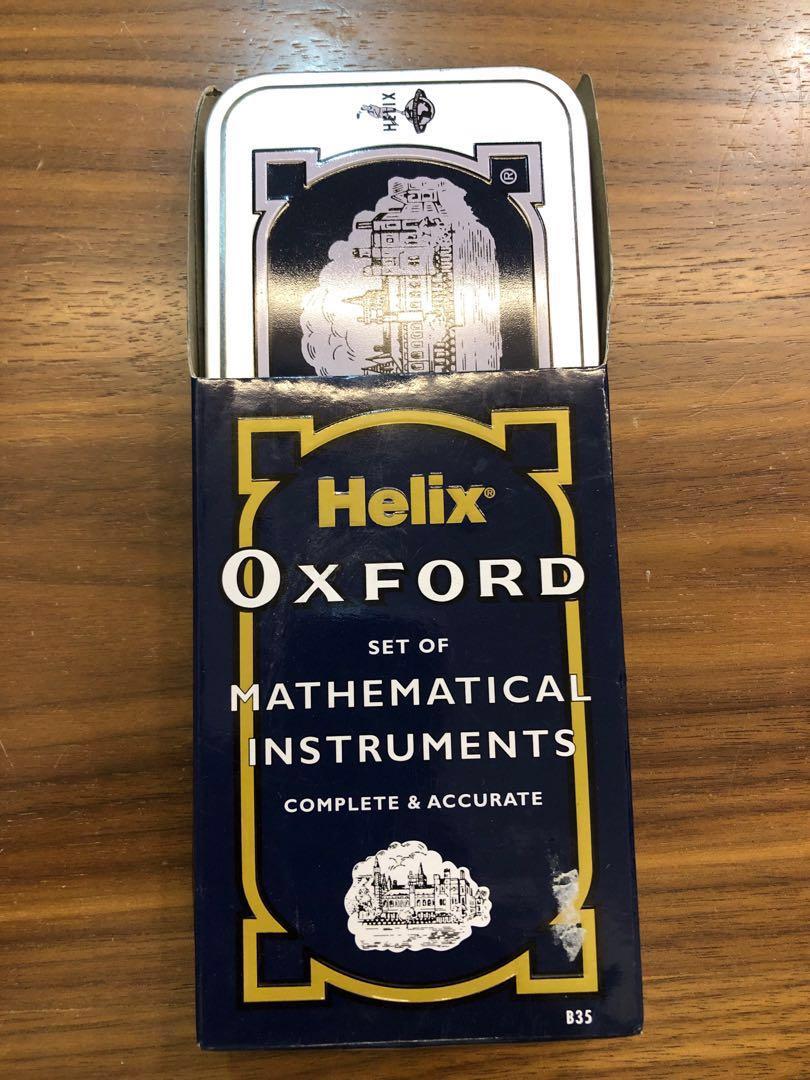 HELIX
®
Helix®
OXFORD
SET OF
MATHEMATICAL
INSTRUMENTS
COMPLETE & ACCURATE
B35